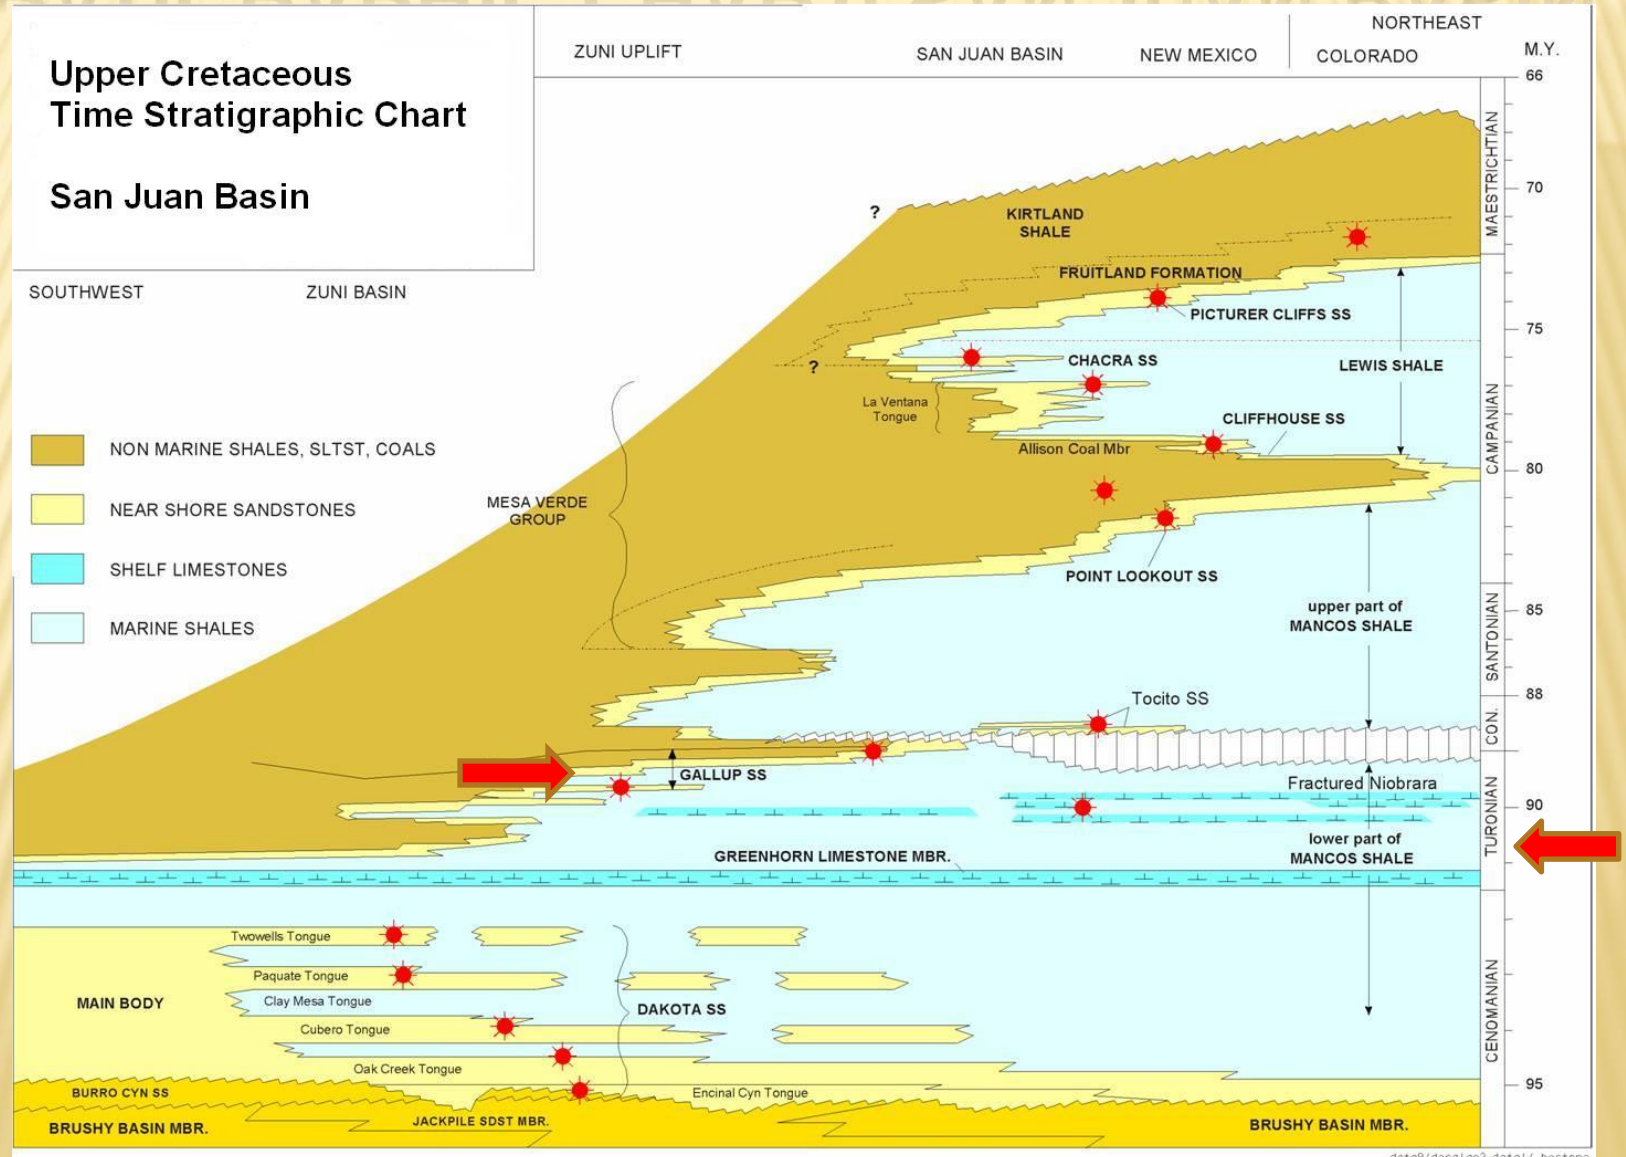 Upper Cretaceous
Time Stratigraphic Chart
San Juan Basin
ZUNI UPLIFT
SAN JUAN BASIN
NEW MEXICO
NORTHEAST
COLORADO
M.Y.
66
70
75
80
85
88
90
95
SOUTHWEST
ZUNI BASIN
NON MARINE SHALES, SLTST, COALS
NEAR SHORE SANDSTONES
SHELF LIMESTONES
MARINE SHALES
MAESTRICHTIAN
CAMPANIAN
SANTONIAN
CON.
TURONIAN
CENOMANIAN
?
KIRTLAND
SHALE
FRUITLAND FORMATION
PICTURER CLIFFS SS
?
CHACRA SS
LEWIS SHALE
La Ventana
Tongue
CLIFFHOUSE SS
Allison Coal Mbr
MESA VERDE
GROUP
POINT LOOKOUT SS
upper part of
MANCOS SHALE
Tocito SS
GALLUP SS
Fractured Niobrara
lower part of
MANCOS SHALE
GREENHORN LIMESTONE MBR.
Twowells Tongue
Paquate Tongue
MAIN BODY
Clay Mesa Tongue
DAKOTA SS
Cubero Tongue
Oak Creek Tongue
BURRO CYN SS
Encinal Cyn Tongue
JACKPILE SDST MBR.
BRUSHY BASIN MBR.
BRUSHY BASIN MBR.